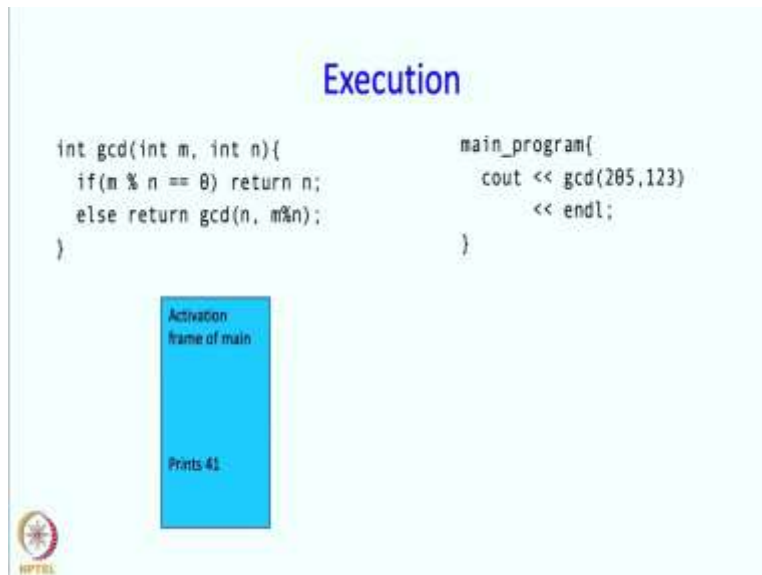 Execution
int gcd(int m, int n){
if(m % n == 0) return n;
else return gcd(n, m%n);
}
main_program{
cout << gcd(205,123)
<< endl;
}
Activation
frame of main
Prints 41
NPTEL